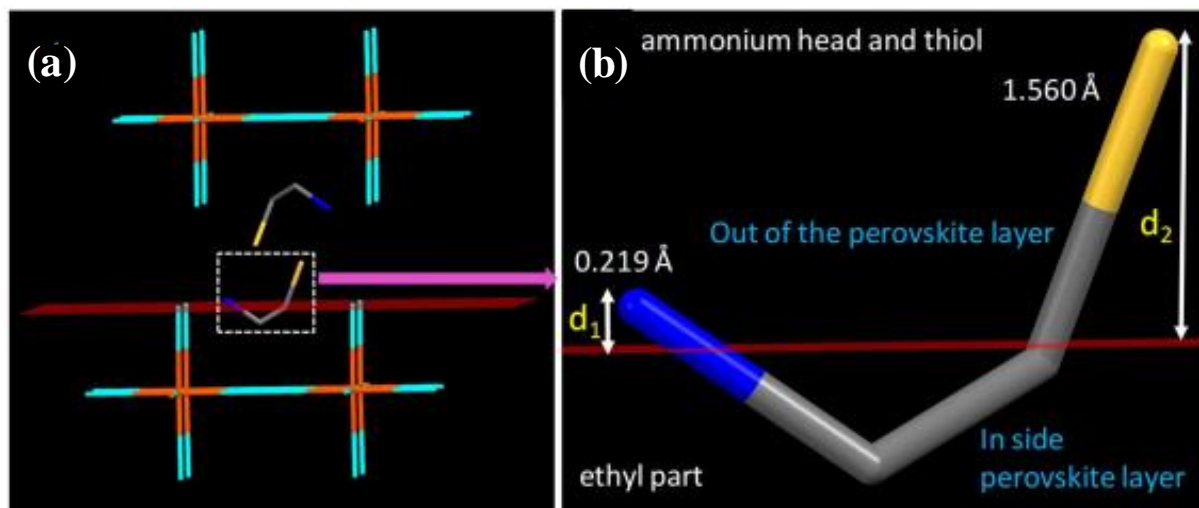 (a)
(b)
ammonium head and thiol
1.560 Å
Out of the perovskite layer
d2
0.219 Å
d1
In side
perovskite layer
ethyl part